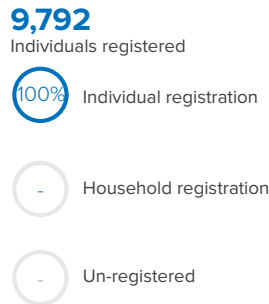 9,792
Individuals registered
100% Individual registration
- Household registration
- Un-registered